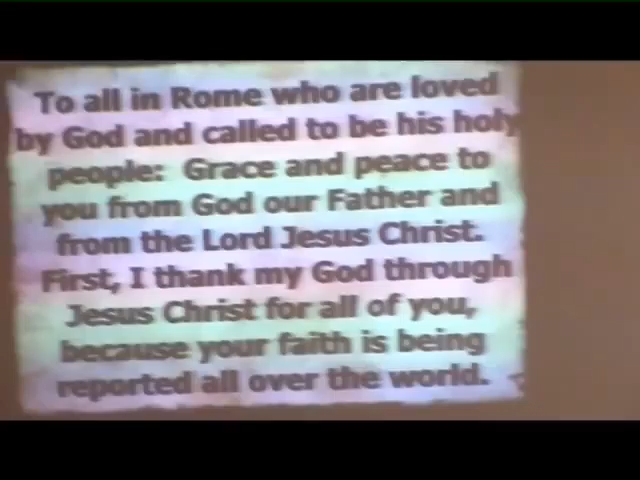 To all in Rome who are loved
by God and called to be his holy
people: Grace and peace to
you from God our Father and
from the Lord Jesus Christ.
First, I thank my God through
Jesus Christ for all of you,
because your faith is being
reported all over the world.